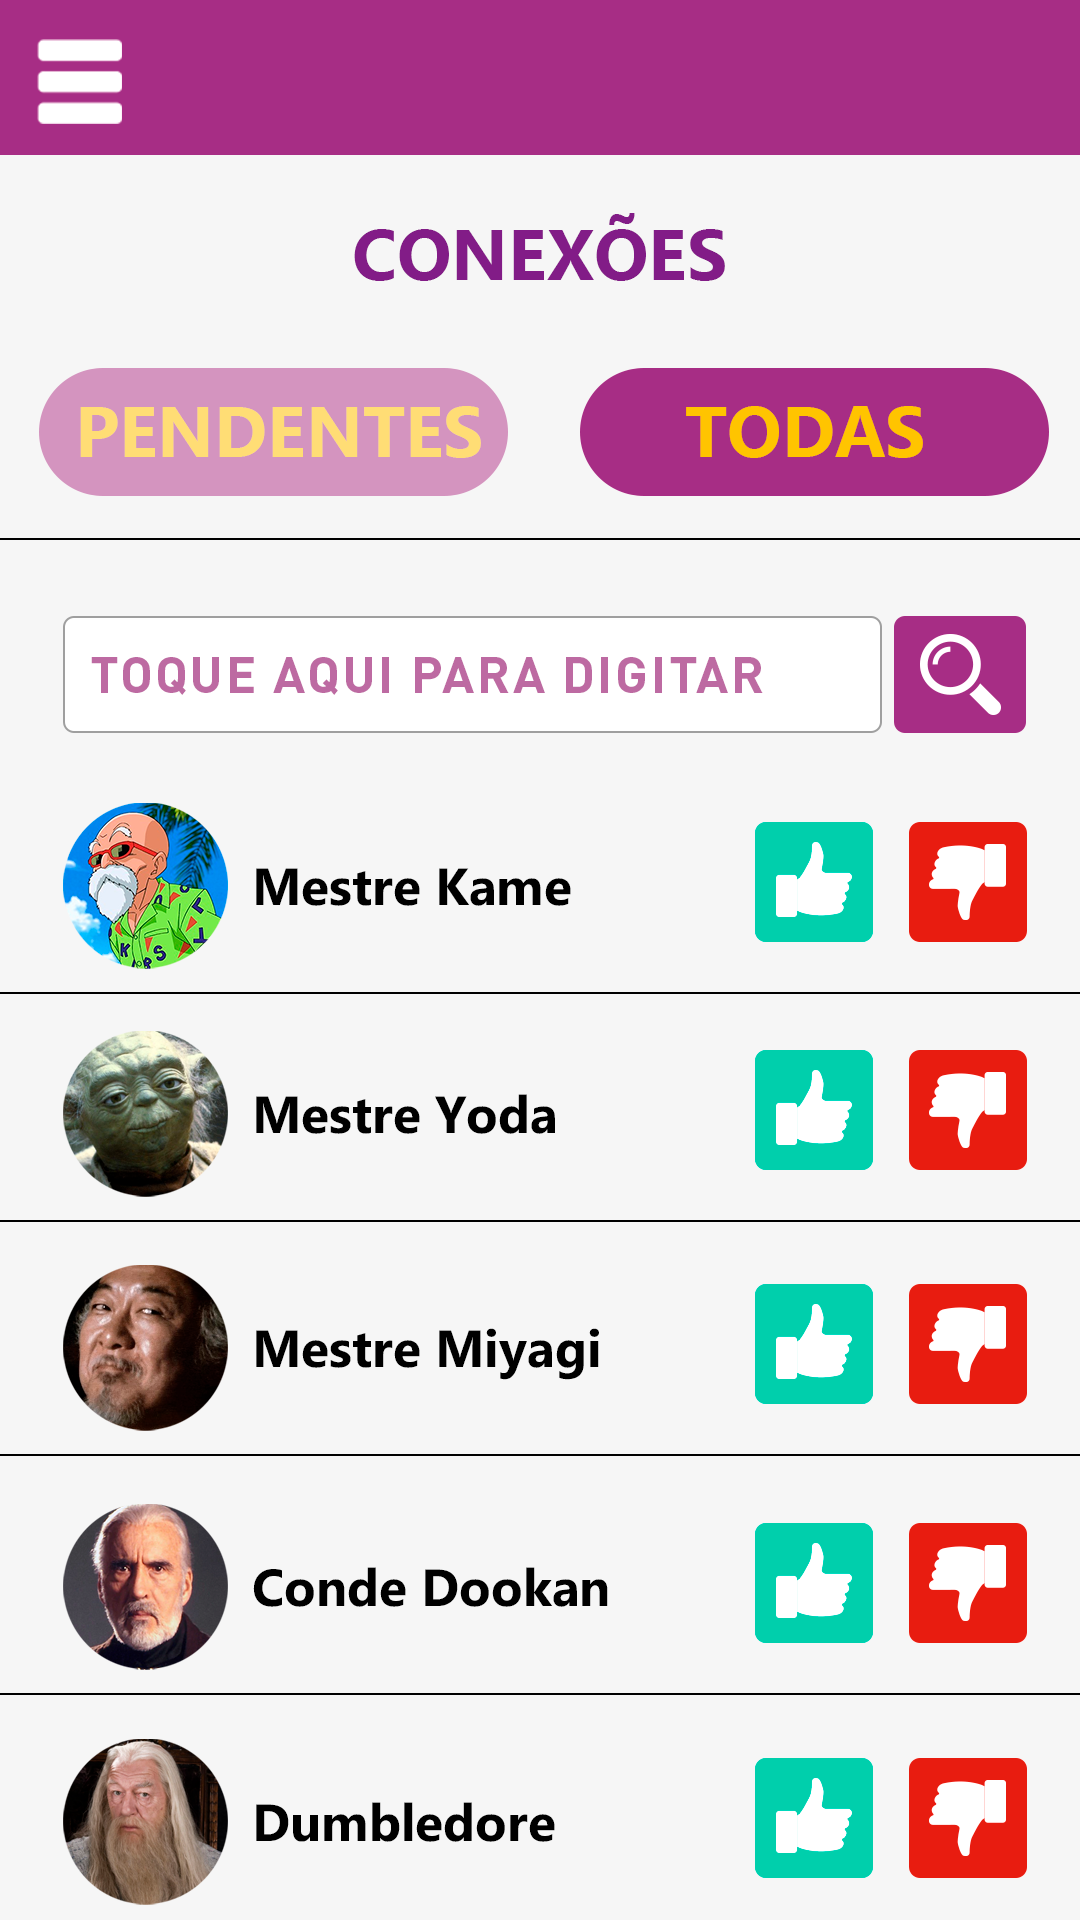 CONEXÕES
PENDENTES
TODAS
TOQUE AQUI PARA DIGITAR
Mestre Kame
Mestre Yoda
Mestre Miyagi
Conde Dookan
Dumbledore